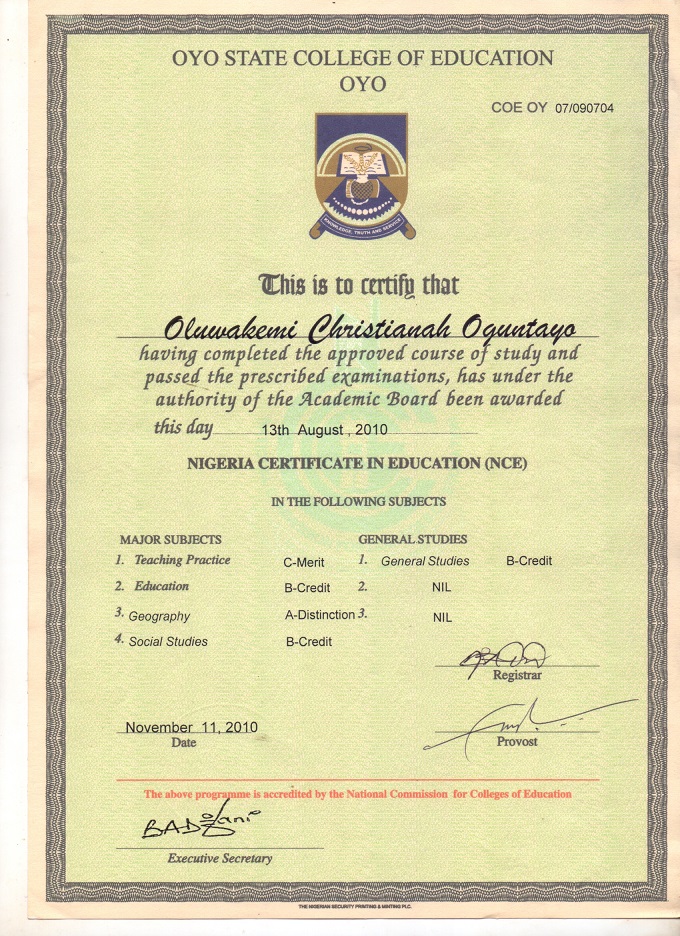 OYO STATE COLLEGE OF EDUCATION
OYO
COE OY 07/090704
KNOWLEDGE, TRUTH AND SERVICE
This is to certify that
Oluwakemi Christianah Oguntayo
having completed the approved course of study and
passed the prescribed examinations, has under the
authority of the Academic Board been awarded
this day 13th August, 2010
NIGERIA CERTIFICATE IN EDUCATION (NCE)
IN THE FOLLOWING SUBJECTS
MAJOR SUBJECTS GENERAL STUDIES
1. Teaching Practice C-Merit 1. General Studies B-Credit
2. Education B-Credit 2. NIL
3. Geography A-Distinction 3. NIL
4. Social Studies B-Credit
Registrar
November 11, 2010
Date Provost
The above programme is accredited by the National Commission for Colleges of Education
Executive Secretary
THE NIGERIAN SECURITY PRINTING & MINTING PLC.